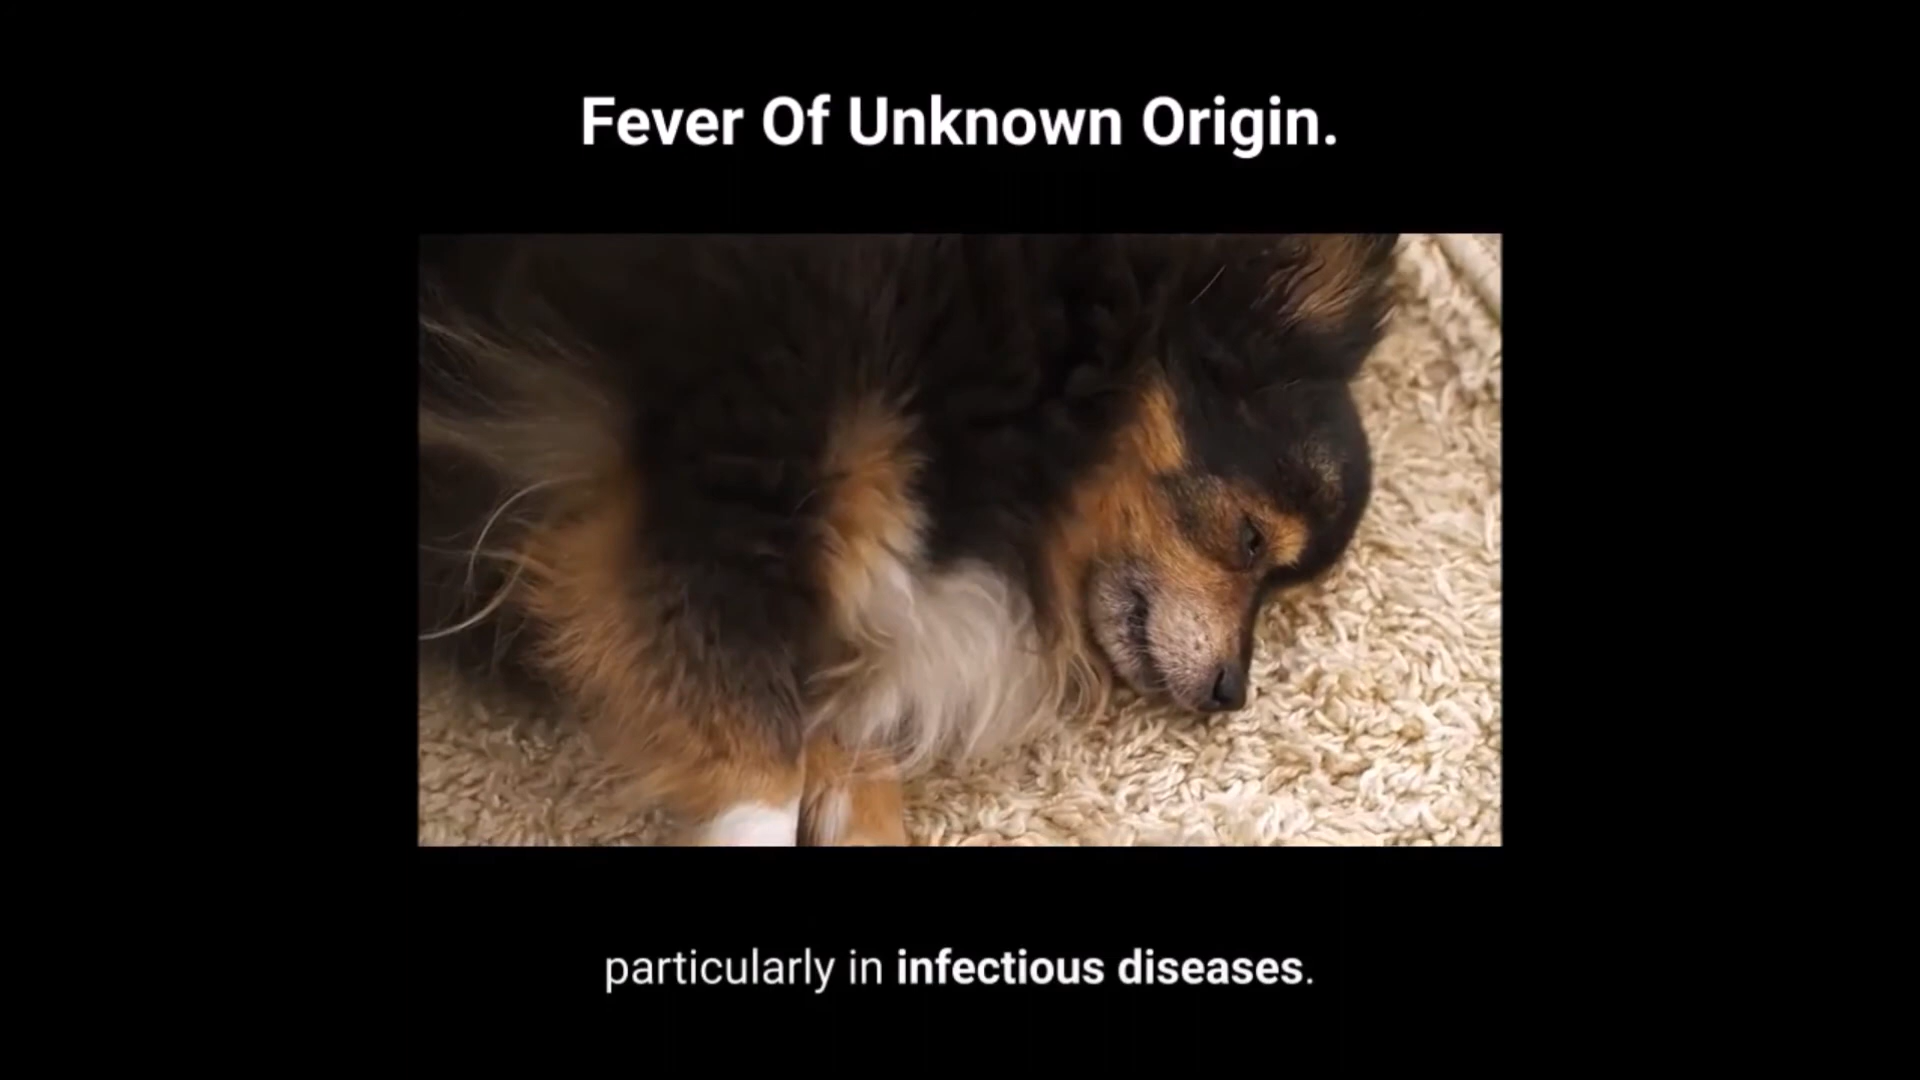 Fever Of Unknown Origin.
particularly in infectious diseases.